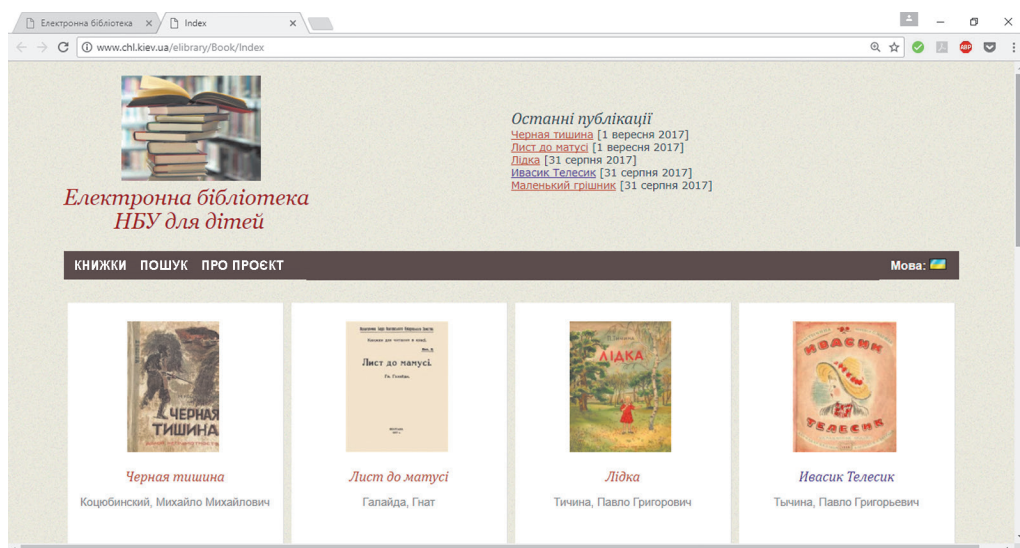 Електронна бібліотека
Index
www.chl.kiev.ua/elibrary/Book/Index
ABP
Останні публікації
Черная тишина [1 вересня 2017]
Лист до матусі [1 вересня 2017]
Лідка [31 серпня 2017]
Ивасик Телесик [31 серпня 2017]
Маленький грішник [31 серпня 2017]
Електронна бібліотека
НБУ для дітей
КНИЖКИ ПОШУК ПРО ПРОЄКТ
Мова:
ЧЕРНАЯ
ТИШИНА
Лист до мамусі.
Гн. Галайда.
ЛІДКА
ИВАСИК
ТЕЛЕСИК
Черная тишина
Лист до матусі
Лідка
Ивасик Телесик
Коцюбинский, Михайло Михайлович
Галайда, Гнат
Тичина, Павло Григорович
Тычина, Павло Григорьевич